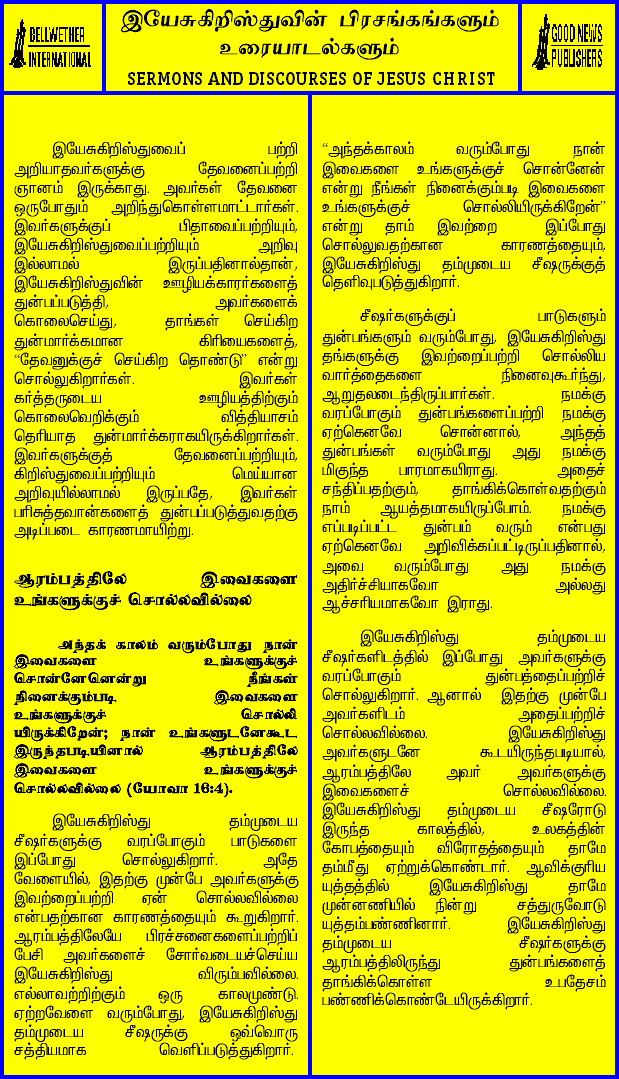 BELLWETHER
INTERNATIONAL
இயேசுகிறிஸ்துவின் பிரசங்கங்களும்
உரையாடல்களும்
SERMONS AND DISCOURSES OF JESUS CHRIST
GOOD NEWS
PUBLISHERS
இயேசுகிறிஸ்துவைப் பற்றி
அறியாதவர்களுக்கு தேவனைப்பற்றி
ஞானம் இருக்காது. அவர்கள் தேவனை
ஒருபோதும் அறிந்துகொள்ளமாட்டார்கள்.
இவர்களுக்குப் பிதாவைப்பற்றியும்,
இயேசுகிறிஸ்துவைப்பற்றியும் அறிவு
இல்லாமல் இருப்பதினால்தான்,
இயேசுகிறிஸ்துவின் ஊழியக்காரர்களைத்
துன்பப்படுத்தி, அவர்களைக்
கொலைசெய்து, தாங்கள் செய்கிற
துன்மார்க்கமான கிரியைகளைத்,
“தேவனுக்குச் செய்கிற தொண்டு” என்று
சொல்லுகிறார்கள். இவர்கள்
கர்த்தருடைய ஊழியத்திற்கும்
கொலைவெறிக்கும் வித்தியாசம்
தெரியாத துன்மார்க்கராகயிருக்கிறார்கள்.
இவர்களுக்குத் தேவனைப்பற்றியும்,
கிறிஸ்துவைப்பற்றியும் மெய்யான
அறிவுயில்லாமல் இருப்பதே, இவர்கள்
பரிசுத்தவான்களைத் துன்பப்படுத்துவதற்கு
அடிப்படை காரணமாயிற்று.
ஆரம்பத்திலே இவைகளை
உங்களுக்குச் சொல்லவில்லை
அந்தக் காலம் வரும்போது நான்
இவைகளை உங்களுக்குச்
சொன்னேனென்று நீங்கள்
நினைக்கும்படி இவைகளை
உங்களுக்குச் சொல்லி
யிருக்கிறேன்; நான் உங்களுடனேகூட
இருந்தபடியினால் ஆரம்பத்திலே
இவைகளை உங்களுக்குச்
சொல்லவில்லை (யோவா 16:4).
இயேசுகிறிஸ்து தம்முடைய
சீஷர்களுக்கு வரப்போகும் பாடுகளை
இப்போது சொல்லுகிறார். அதே
வேளையில், இதற்கு முன்பே அவர்களுக்கு
இவற்றைப்பற்றி ஏன் சொல்லவில்லை
என்பதற்கான காரணத்தையும் கூறுகிறார்.
ஆரம்பத்திலேயே பிரச்சனைகளைப்பற்றிப்
பேசி அவர்களைச் சோர்வடையச்செய்ய
இயேசுகிறிஸ்து விரும்பவில்லை.
எல்லாவற்றிற்கும் ஒரு காலமுண்டு.
ஏற்றவேளை வரும்போது, இயேசுகிறிஸ்து
தம்முடைய சீஷருக்கு ஒவ்வொரு
சத்தியமாக வெளிப்படுத்துகிறார்.
“அந்தக்காலம் வரும்போது நான்
இவைகளை உங்களுக்குச் சொன்னேன்
என்று நீங்கள் நினைக்கும்படி இவைகளை
உங்களுக்குச் சொல்லியிருக்கிறேன்”
என்று தாம் இவற்றை இப்போது
சொல்லுவதற்கான காரணத்தையும்,
இயேசுகிறிஸ்து தம்முடைய சீஷருக்குத்
தெளிவுபடுத்துகிறார்.
சீஷர்களுக்குப் பாடுகளும்
துன்பங்களும் வரும்போது, இயேசுகிறிஸ்து
தங்களுக்கு இவற்றைப்பற்றி சொல்லிய
வார்த்தைகளை நினைவுகூர்ந்து,
ஆறுதலடைந்திருப்பார்கள். நமக்கு
வரப்போகும் துன்பங்களைப்பற்றி நமக்கு
ஏற்கெனவே சொன்னால், அந்தத்
துன்பங்கள் வரும்போது அது நமக்கு
மிகுந்த பாரமாகயிராது. அதைச்
சந்திப்பதற்கும், தாங்கிக்கொள்வதற்கும்
நாம் ஆயத்தமாகயிருப்போம். நமக்கு
எப்படிப்பட்ட துன்பம் வரும் என்பது
ஏற்கெனவே அறிவிக்கப்பட்டிருப்பதினால்,
அவை வரும்போது அது நமக்கு
அதிர்ச்சியாகவோ அல்லது
ஆச்சரியமாகவோ இராது.
இயேசுகிறிஸ்து தம்முடைய
சீஷர்களிடத்தில் இப்போது அவர்களுக்கு
வரப்போகும் துன்பத்தைப்பற்றிச்
சொல்லுகிறார். ஆனால் இதற்கு முன்பே
அவர்களிடம் அதைப்பற்றிச்
சொல்லவில்லை. இயேசுகிறிஸ்து
அவர்களுடனே கூடயிருந்தபடியால்,
ஆரம்பத்திலே அவர் அவர்களுக்கு
இவைகளைச் சொல்லவில்லை.
இயேசுகிறிஸ்து தம்முடைய சீஷரோடு
இருந்த காலத்தில், உலகத்தின்
கோபத்தையும் விரோதத்தையும் தாமே
தம்மீது ஏற்றுக்கொண்டார். ஆவிக்குரிய
யுத்தத்தில் இயேசுகிறிஸ்து தாமே
முன்னணியில் நின்று சத்துருவோடு
யுத்தம்பண்ணினார். இயேசுகிறிஸ்து
தம்முடைய சீஷர்களுக்கு
ஆரம்பத்திலிருந்து துன்பங்களைத்
தாங்கிக்கொள்ள உபதேசம்
பண்ணிக்கொண்டேயிருக்கிறார்.